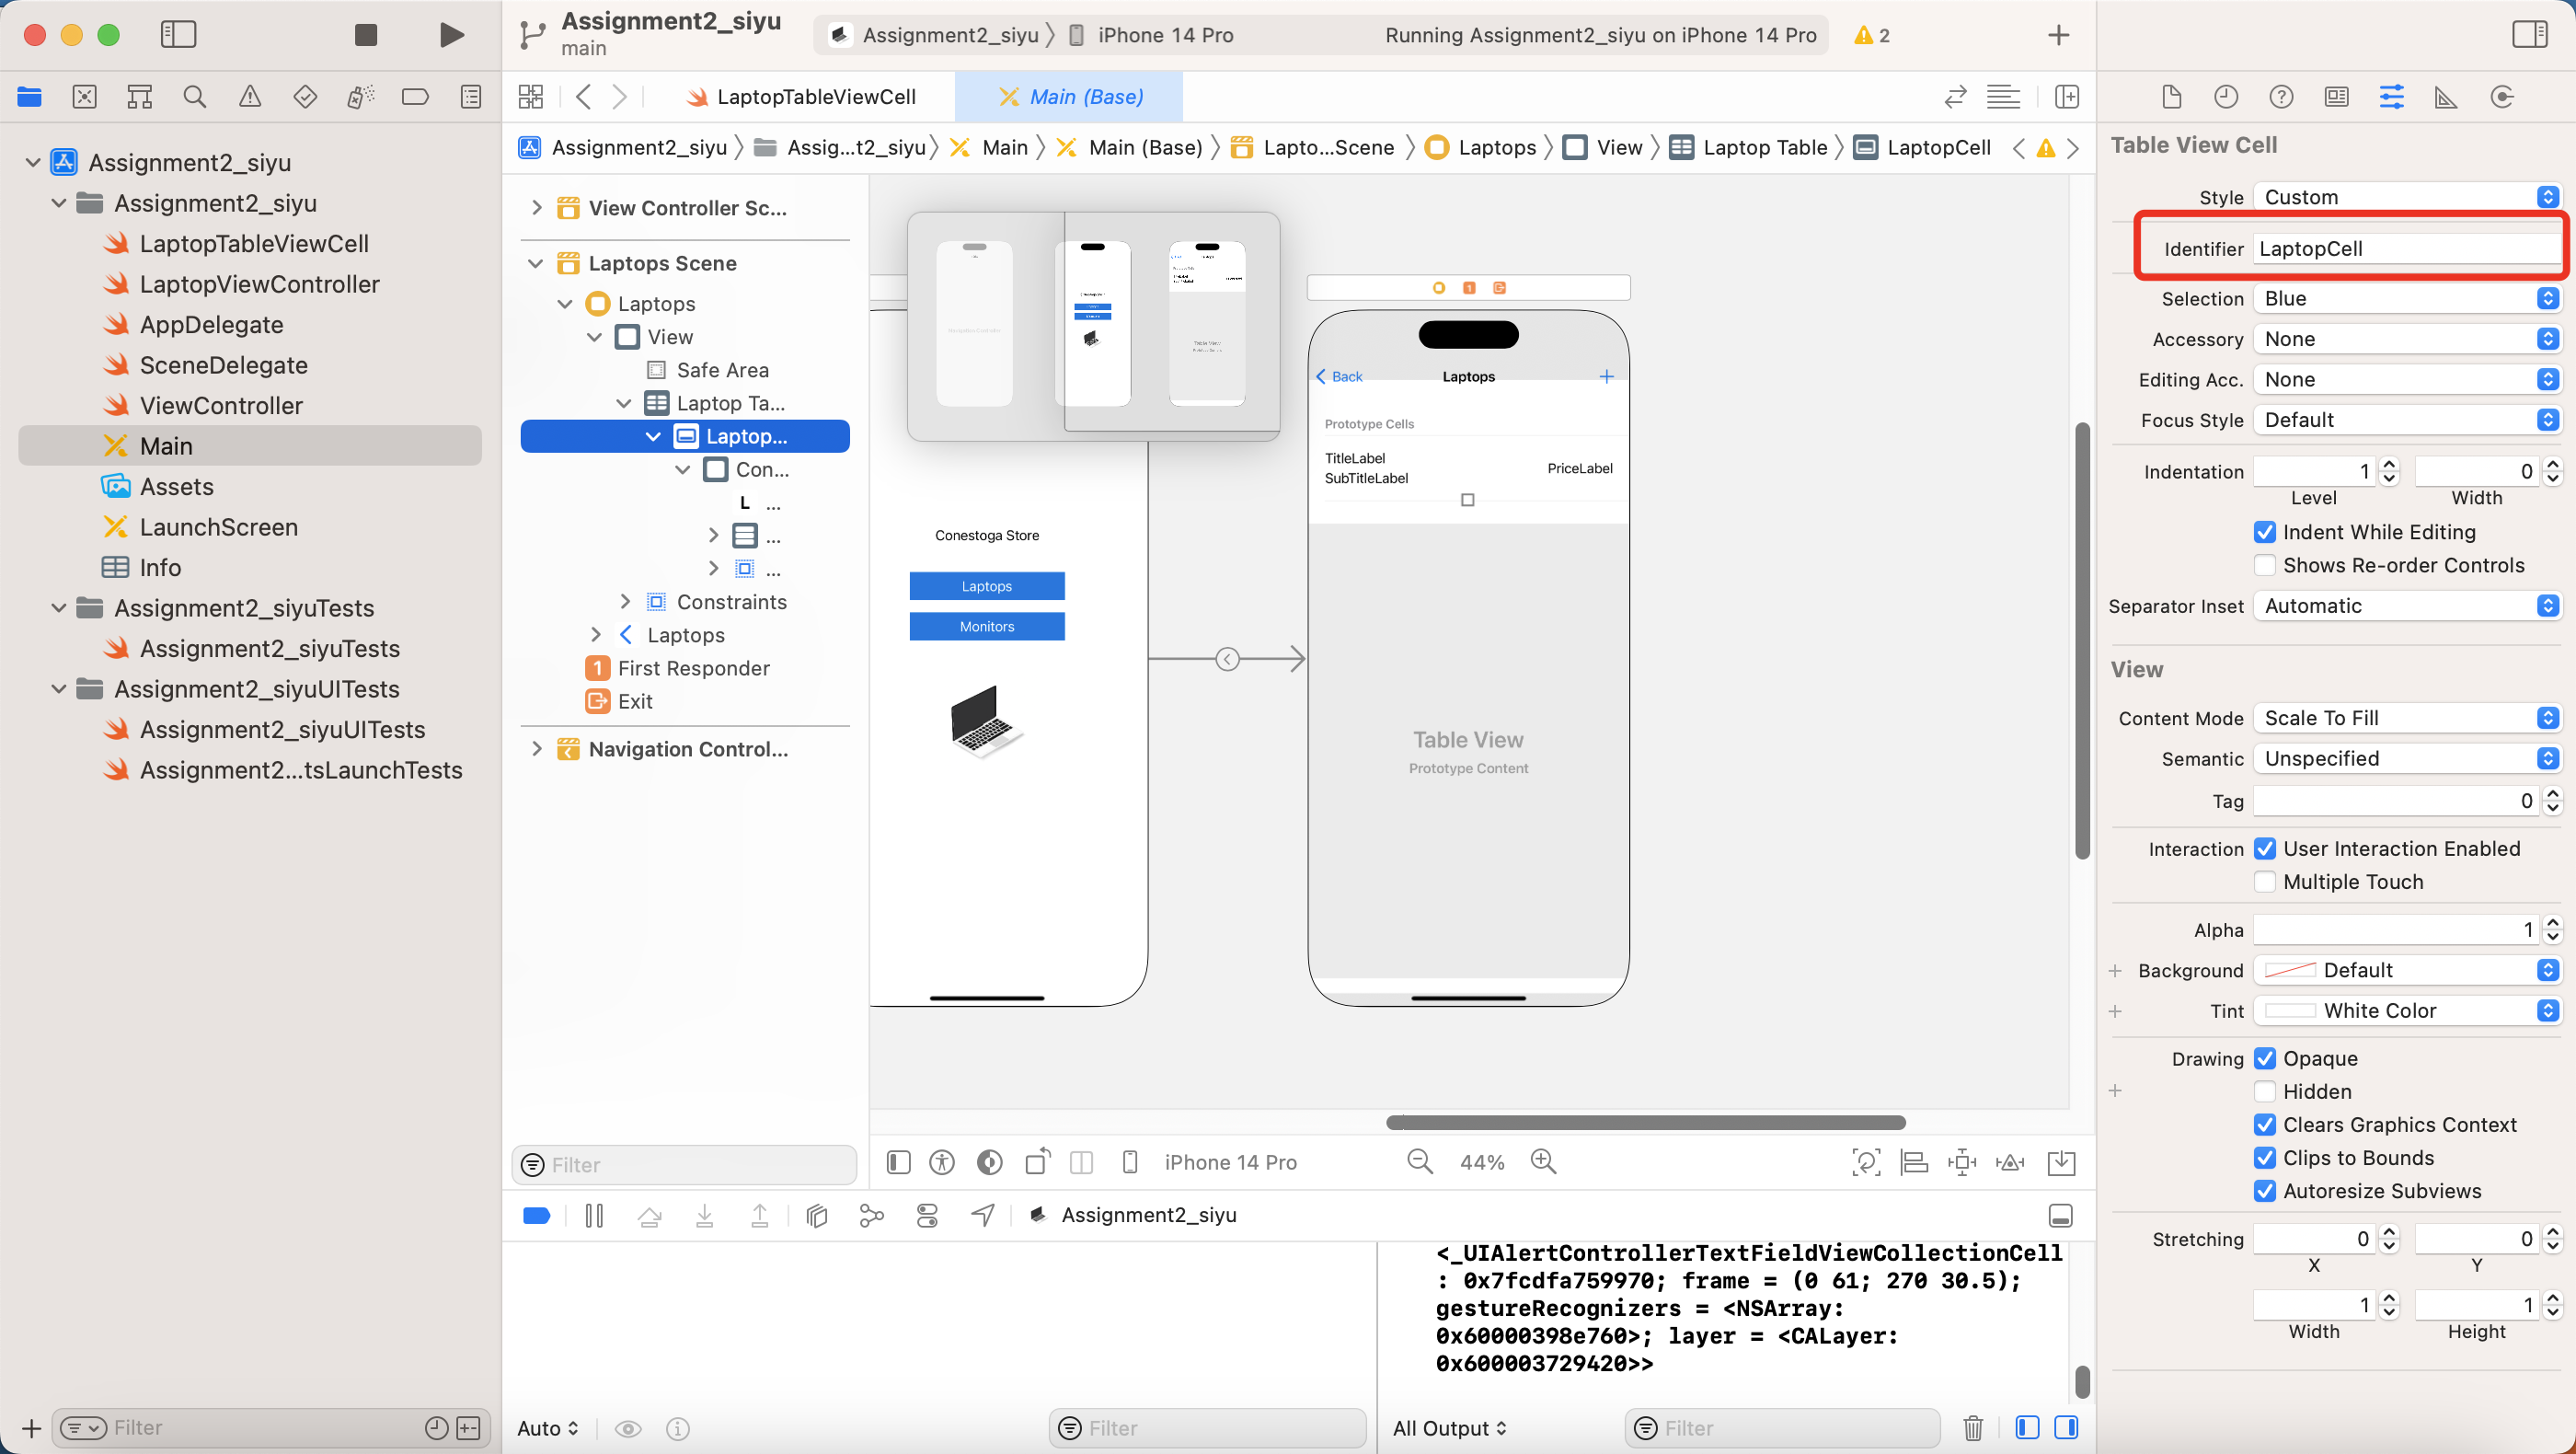 Assignment2_siyu
main
Assignment2_siyu
iPhone 14 Pro
Running Assignment2_siyu on iPhone 14 Pro
2
LaptopTableViewCell
Main (Base)
Assignment2_siyu
Assig...t2_siyu
Main
Main (Base)
Lapto...Scene
Laptops
View
Laptop Table
LaptopCell
Assignment2_siyu
Assignment2_siyu
LaptopTableViewCell
LaptopViewController
AppDelegate
SceneDelegate
ViewController
Main
Assets
LaunchScreen
Info
Assignment2_siyuTests
Assignment2_siyuTests
Assignment2_siyuUITests
Assignment2_siyuUITests
Assignment2...tsLaunchTests
Filter
View Controller Sc...
Laptops Scene
Laptops
View
Safe Area
Laptop Ta...
Laptop...
Con...
L ...
...
...
Constraints
Laptops
1 First Responder
Exit
Navigation Control...
Filter
Conestoga Store
Laptops
Monitors
1
Back
Laptops
Prototype Cells
TitleLabel
SubTitleLabel
PriceLabel
Table View
Prototype Content
iPhone 14 Pro
44%
Assignment2_siyu
<_UIAlertControllerTextFieldViewCollectionCell
: 0x7fcdfa759970; frame = (0 61; 270 30.5);
gestureRecognizers = <NSArray:
0x60000398e760>; layer = <CALayer:
0x600003729420>>
Auto
Filter
All Output
Filter
Table View Cell
Style Custom
Identifier LaptopCell
Selection Blue
Accessory None
Editing Acc. None
Focus Style Default
Indentation 1 0
Level Width
Indent While Editing
Shows Re-order Controls
Separator Inset Automatic
View
Content Mode Scale To Fill
Semantic Unspecified
Tag 0
Interaction User Interaction Enabled
Multiple Touch
Alpha 1
Background Default
Tint White Color
Drawing Opaque
Hidden
Clears Graphics Context
Clips to Bounds
Autoresize Subviews
Stretching 0 0
X Y
1 1
Width Height